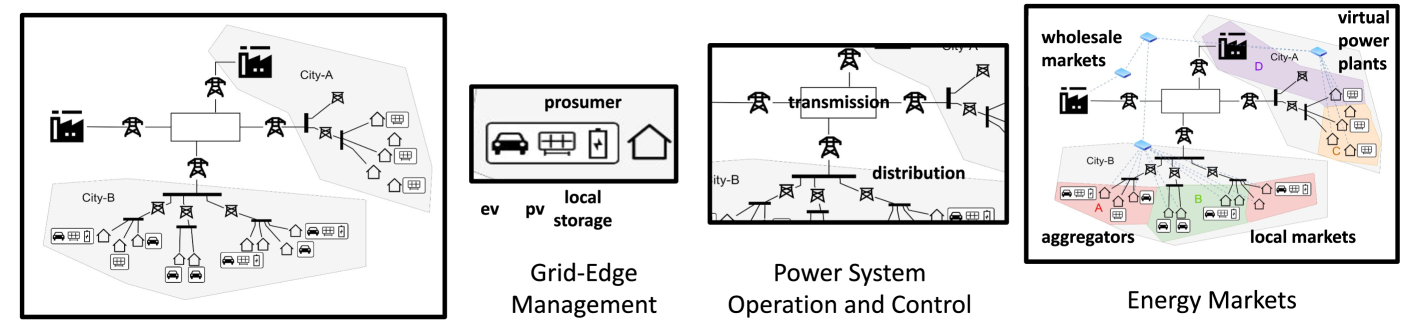 City-A
City-B
prosumer
ev
pv
local
storage
Grid-Edge
Management
City-A
transmission
ity-B
distribution
Power System
Operation and Control
wholesale
markets
virtual
power
plants
City-A
D
C
City-B
A
B
aggregators
local markets
Energy Markets